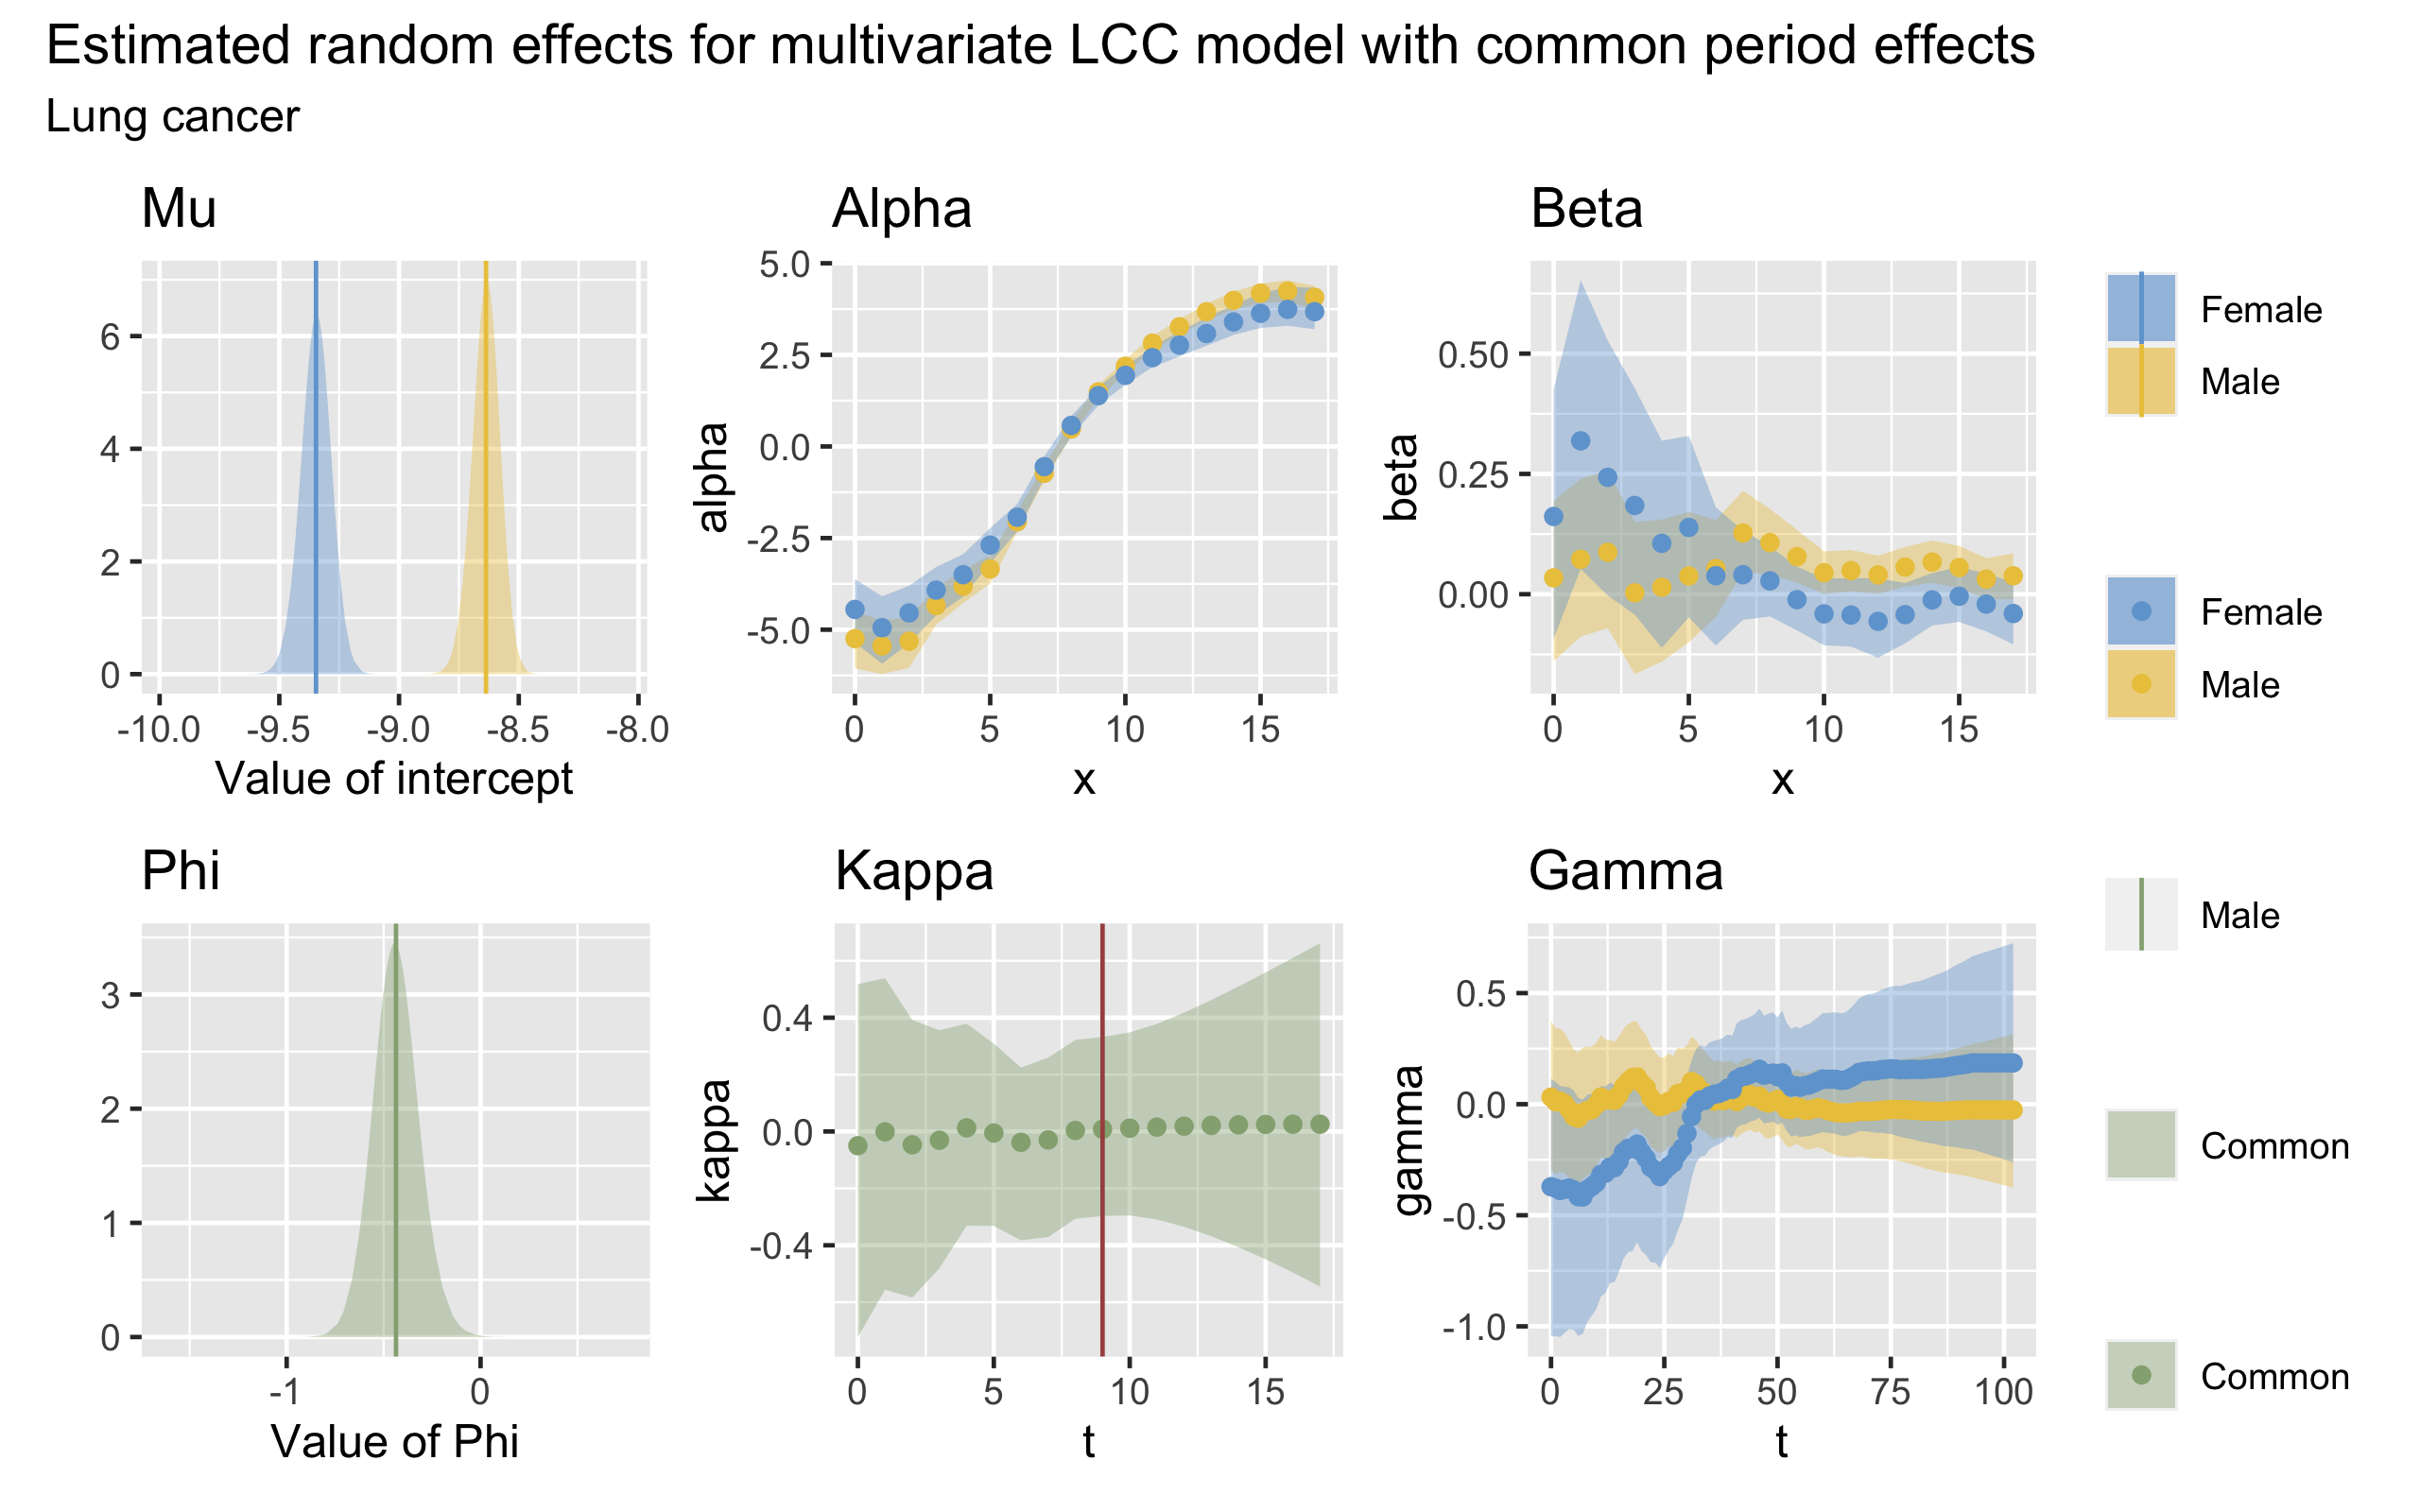 Estimated random effects for multivariate LCC model with common period effects
Lung cancer
Mu
6
4
2
0
-10.0 -9.5 -9.0 -8.5 -8.0
Value of intercept
Alpha
alpha
5.0
2.5
0.0
-2.5
-5.0
0 5 10 15
x
Beta
beta
0.50
0.25
0.00
0 5 10 15
x
Female
Male
Female
Male
Phi
3
2
1
0
-1 0
Value of Phi
Kappa
kappa
0.4
0.0
-0.4
0 5 10 15
t
Gamma
gamma
0.5
0.0
-0.5
-1.0
0 25 50 75 100
t
Male
Common
Common